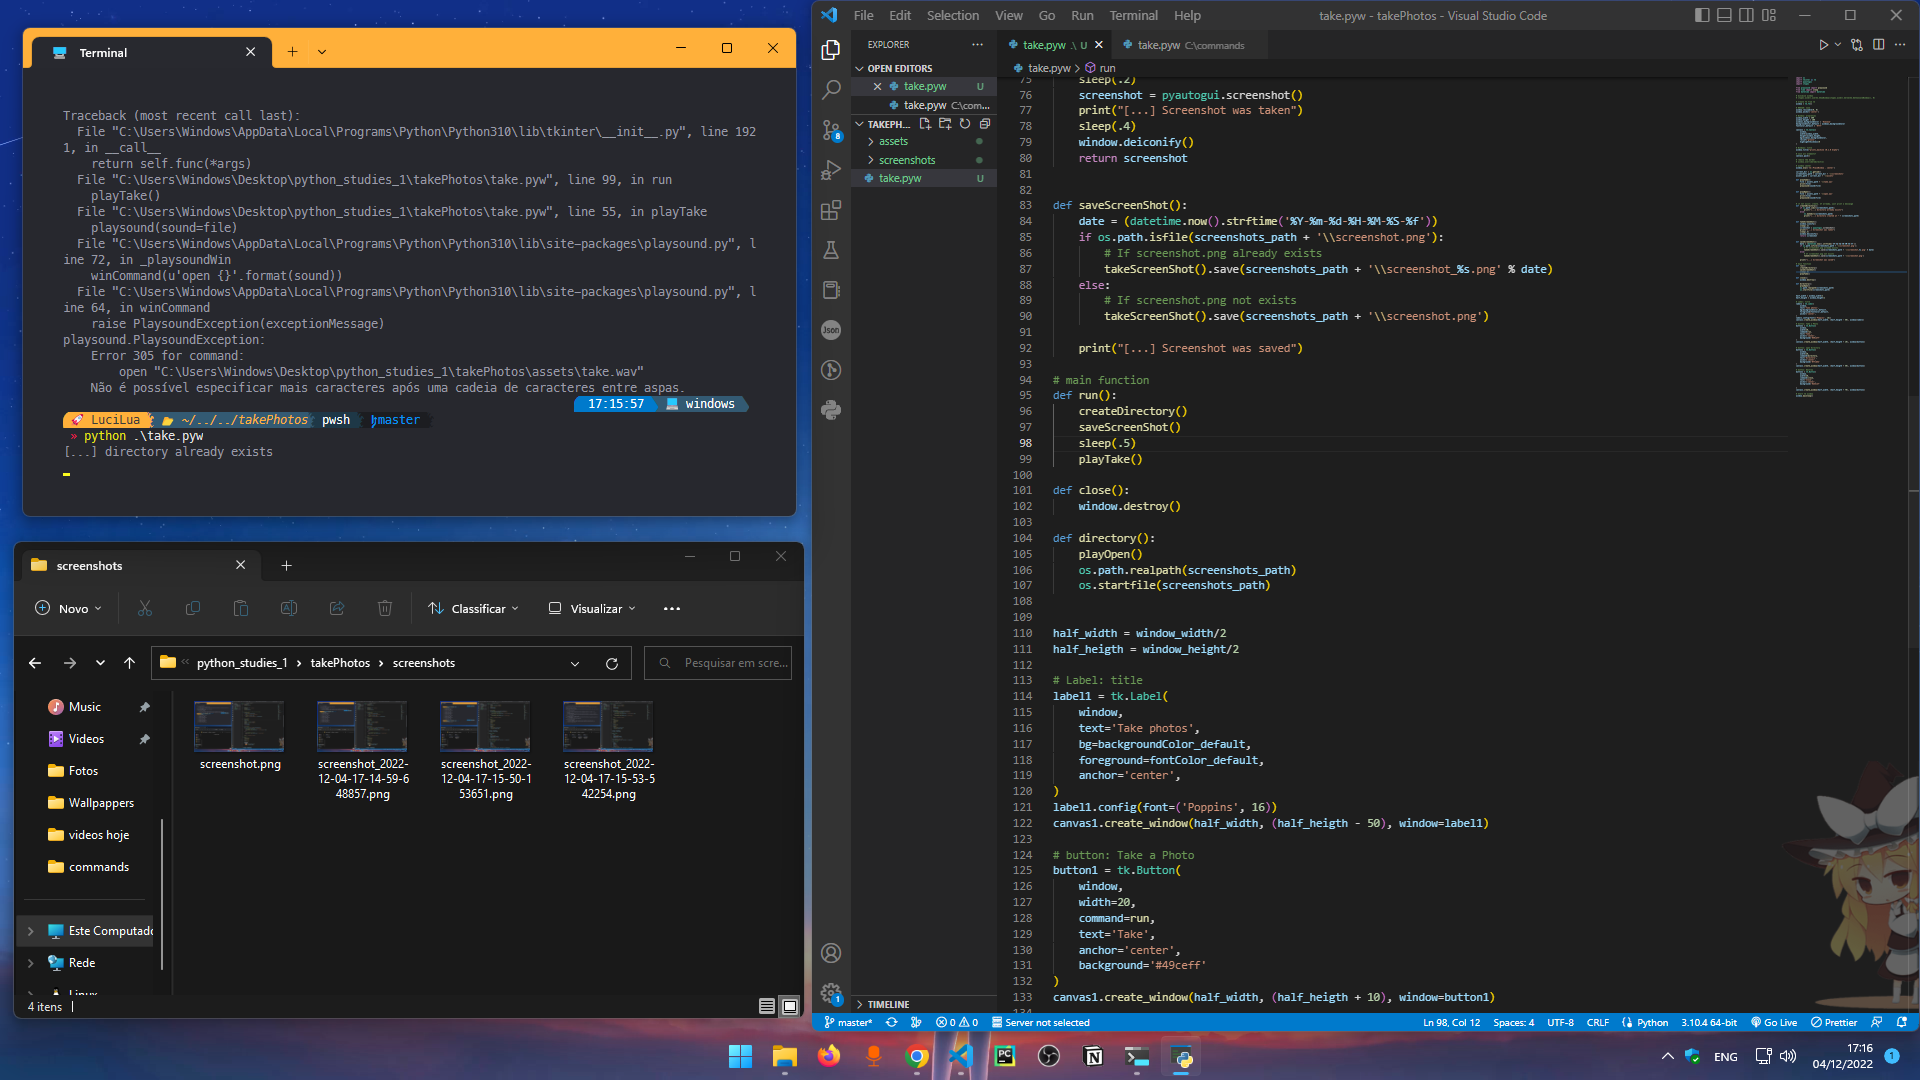 Terminal
Traceback (most recent call last):
File "C:\Users\Windows\AppData\Local\Programs\Python\Python310\lib\tkinter\__init__.py", line 192
1, in __call__
return self.func(*args)
File "C:\Users\Windows\Desktop\python_studies_1\takePhotos\take.pyw", line 99, in run
playTake()
File "C:\Users\Windows\Desktop\python_studies_1\takePhotos\take.pyw", line 55, in playTake
playsound(sound=file)
File "C:\Users\Windows\AppData\Local\Programs\Python\Python310\lib\site-packages\playsound.py", l
ine 72, in _playsoundWin
winCommand(u'open {}'.format(sound))
File "C:\Users\Windows\AppData\Local\Programs\Python\Python310\lib\site-packages\playsound.py", l
ine 64, in winCommand
raise PlaysoundException(exceptionMessage)
playsound.PlaysoundException:
Error 305 for command:
open "C:\Users\Windows\Desktop\python_studies_1\takePhotos\assets\take.wav"
Não é possível especificar mais caracteres após uma cadeia de caracteres entre aspas.
17:15:57 windows
LuciLua ~/../../takePhotos pwsh master
» python .\take.pyw
[...] directory already exists
screenshots
Novo
Classificar
Visualizar
python_studies_1 > takePhotos > screenshots
Pesquisar em scre...
Music
Videos
Fotos
Wallpappers
videos hoje
commands
Este Computado
Rede
Linux
screenshot.png
screenshot_2022-
12-04-17-14-59-6
48857.png
screenshot_2022-
12-04-17-15-50-1
53651.png
screenshot_2022-
12-04-17-15-53-5
42254.png
4 itens
File Edit Selection View Go Run Terminal Help
take.pyw - takePhotos - Visual Studio Code
EXPLORER
OPEN EDITORS
take.pyw U
take.pyw C:\com...
TAKEPH...
assets
screenshots
take.pyw U
TIMELINE
8
Json
1
take.pyw .\ U
take.pyw C:\commands
take.pyw > run
75 sleep(.2)
76 screenshot = pyautogui.screenshot()
77 print("[...] Screenshot was taken")
78 sleep(.4)
79 window.deiconify()
80 return screenshot
81
82
83 def saveScreenShot():
84 date = (datetime.now().strftime('%Y-%m-%d-%H-%M-%S-%f'))
85 if os.path.isfile(screenshots_path + '\\screenshot.png'):
86 # If screenshot.png already exists
87 takeScreenShot().save(screenshots_path + '\\screenshot_%s.png' % date)
88 else:
89 # If screenshot.png not exists
90 takeScreenShot().save(screenshots_path + '\\screenshot.png')
91
92 print("[...] Screenshot was saved")
93
94 # main function
95 def run():
96 createDirectory()
97 saveScreenShot()
98 sleep(.5)
99 playTake()
100
101 def close():
102 window.destroy()
103
104 def directory():
105 playOpen()
106 os.path.realpath(screenshots_path)
107 os.startfile(screenshots_path)
108
109
110 half_width = window_width/2
111 half_heigth = window_height/2
112
113 # Label: title
114 label1 = tk.Label(
115 window,
116 text='Take photos',
117 bg=backgroundColor_default,
118 foreground=fontColor_default,
119 anchor='center',
120 )
121 label1.config(font=('Poppins', 16))
122 canvas1.create_window(half_width, (half_heigth - 50), window=label1)
123
124 # button: Take a Photo
125 button1 = tk.Button(
126 window,
127 width=20,
128 command=run,
129 text='Take',
130 anchor='center',
131 background='#49ceff'
132 )
133 canvas1.create_window(half_width, (half_heigth + 10), window=button1)
134
master*
0 0
Server not selected
Ln 98, Col 12 Spaces: 4 UTF-8 CRLF Python 3.10.4 64-bit Go Live Prettier
PC
ENG
17:16
04/12/2022
1